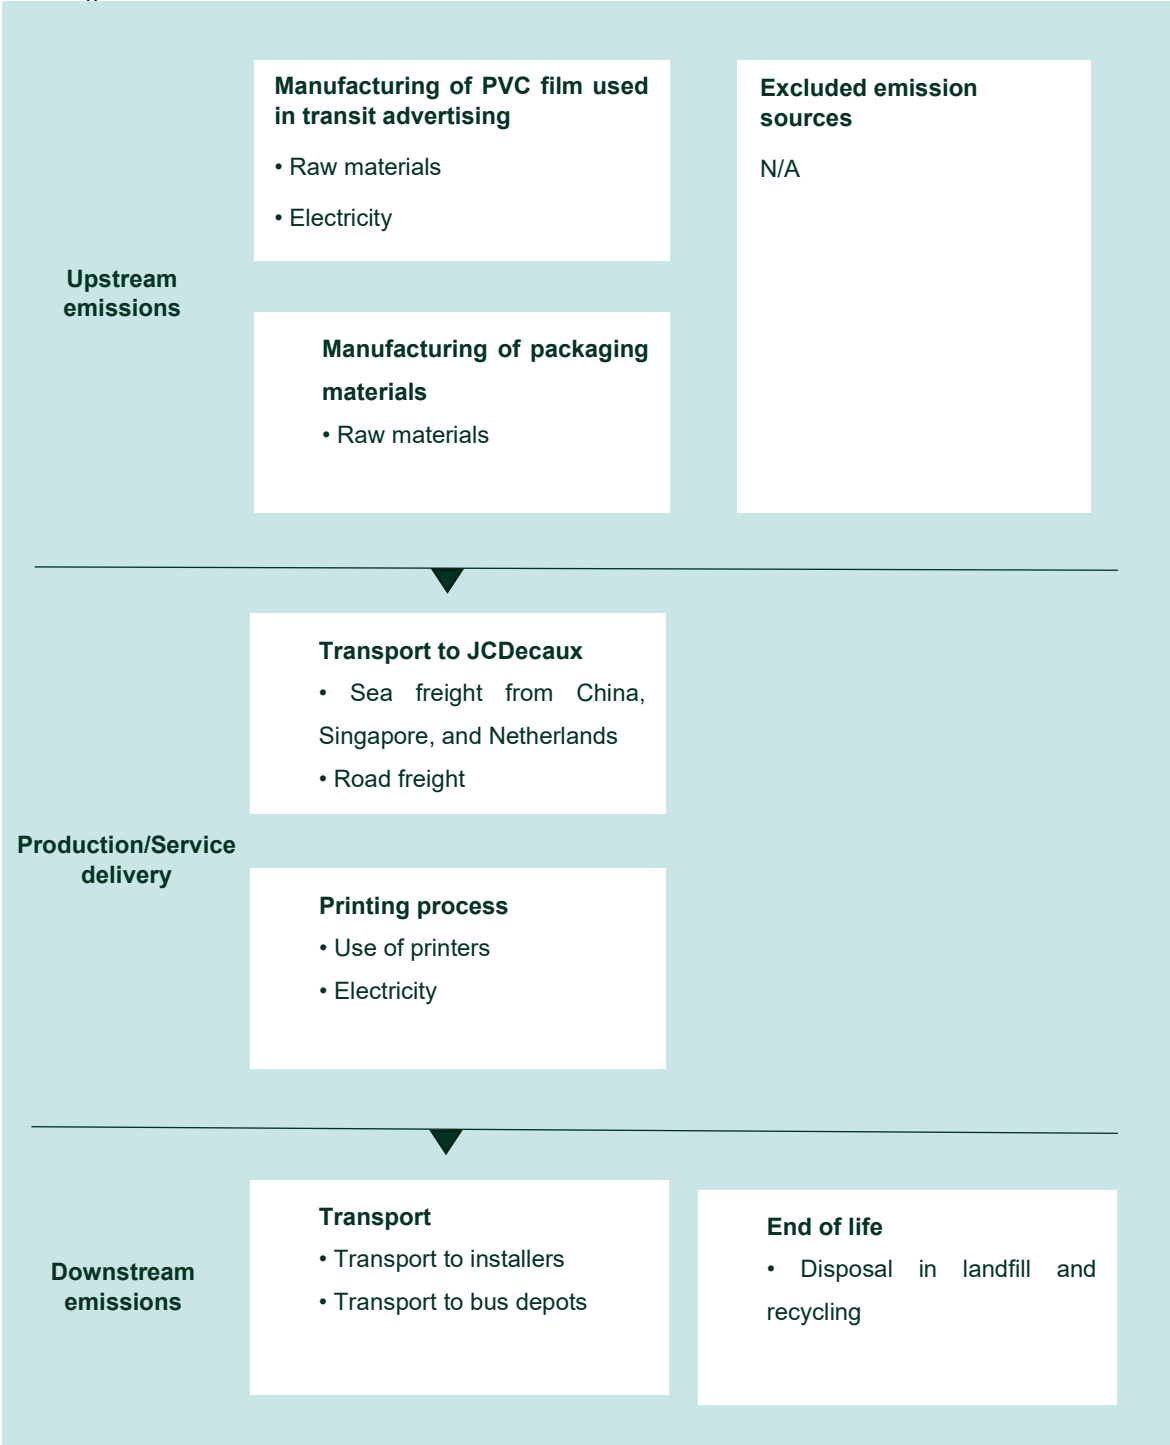 Manufacturing of PVC film used
in transit advertising
• Raw materials
• Electricity
Excluded emission
sources
N/A
Upstream
emissions
Manufacturing of packaging
materials
• Raw materials
Transport to JCDecaux
• Sea freight from China,
Singapore, and Netherlands
• Road freight
Production/Service
delivery
Printing process
• Use of printers
• Electricity
Transport
• Transport to installers
• Transport to bus depots
End of life
• Disposal in landfill and
recycling
Downstream
emissions